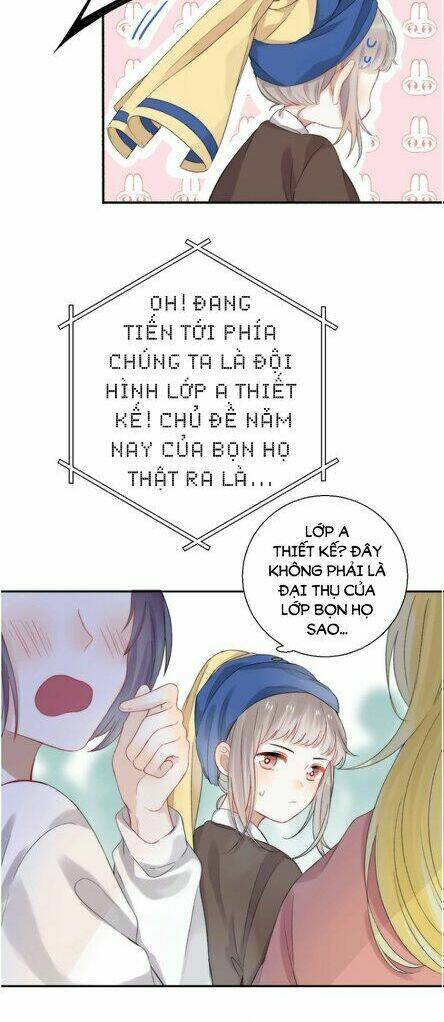 OH! ĐANG
TIẾN TỚI PHÍA
CHÚNG TA LÀ ĐỘI
HÌNH LỚP A THIẾT
KẾ! CHỦ ĐỀ NĂM
NAY CỦA BỌN HỌ
THẬT RA LÀ...
LỚP A
THIẾT KẾ? ĐÂY
KHÔNG PHẢI LÀ
ĐẠI THỤ CỦA
LỚP BỌN HỌ
SAO...